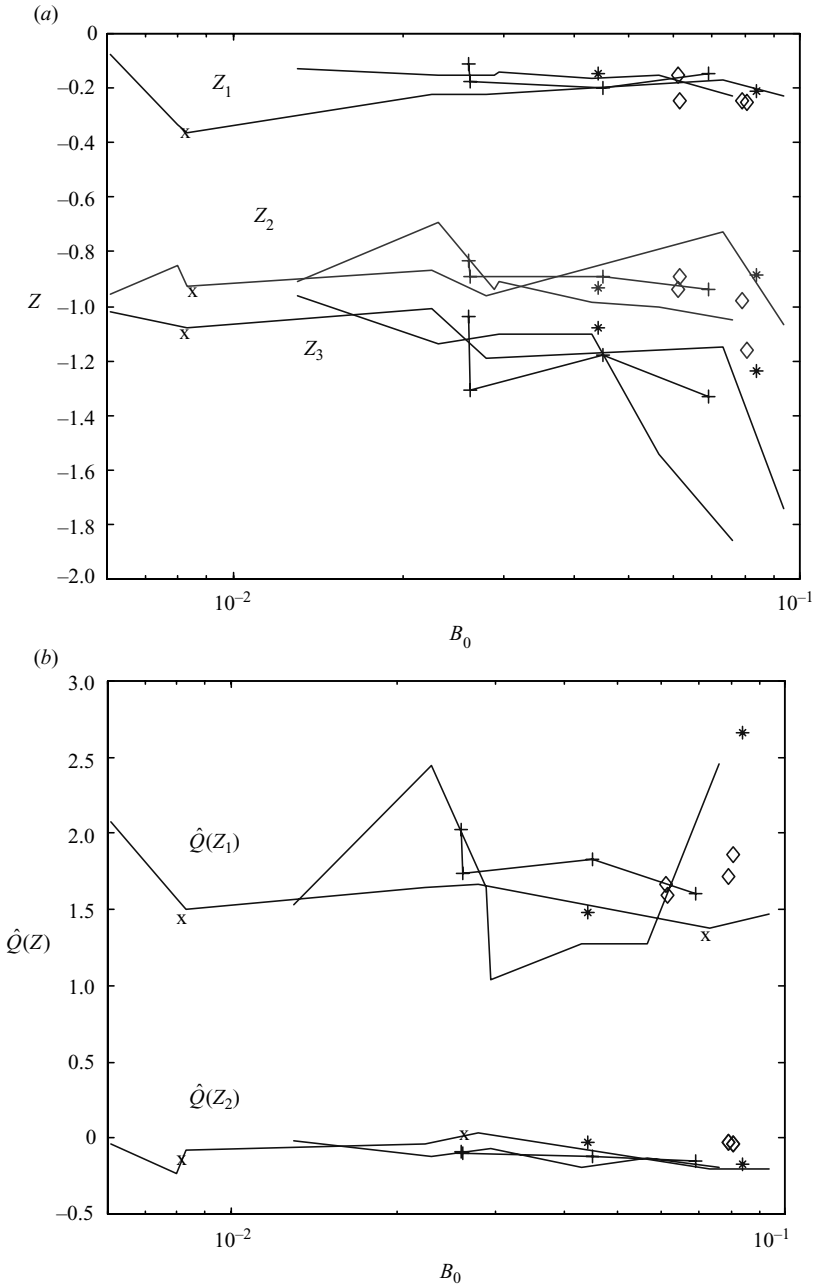 (a)
0
–0.2
–0.4
–0.6
–0.8
–1.0
–1.2
–1.4
–1.6
–1.8
–2.0
Z
Z₁
Z₂
Z₃
10⁻²
10⁻¹
B₀
(b)
3.0
2.5
2.0
1.5
1.0
0.5
0
–0.5
Q̂(Z)
Q̂(Z₁)
Q̂(Z₂)
10⁻²
10⁻¹
B₀